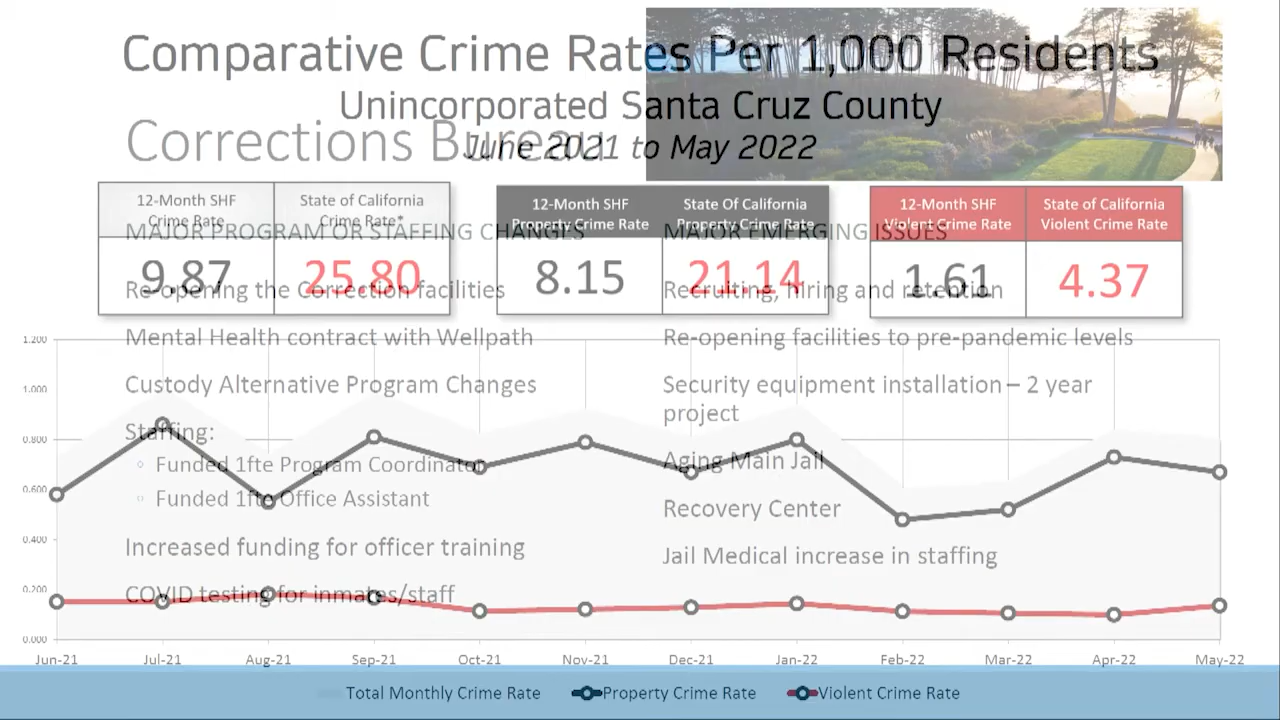 Comparative Crime Rates Per 1,000 Residents
Unincorporated Santa Cruz County
June 2021 to May 2022
Corrections Bureau
12-Month SHF
Crime Rate
State of California
Crime Rate*
9.87
25.80
12-Month SHF
Property Crime Rate
State Of California
Property Crime Rate
8.15
21.14
12-Month SHF
Violent Crime Rate
State of California
Violent Crime Rate
1.61
4.37
MAJOR PROGRAM OR STAFFING CHANGES
Re-opening the Correction facilities
Mental Health contract with Wellpath
Custody Alternative Program Changes
Staffing:
Funded 1fte Program Coordinator
Funded 1fte Office Assistant
Increased funding for officer training
COVID testing for inmates/staff
MAJOR EMERGING ISSUES
Recruiting, hiring and retention
Re-opening facilities to pre-pandemic levels
Security equipment installation – 2 year
project
Aging Main Jail
Recovery Center
Jail Medical increase in staffing
1.200
1.000
0.800
0.600
0.400
0.200
0.000
Jun-21 Jul-21 Aug-21 Sep-21 Oct-21 Nov-21 Dec-21 Jan-22 Feb-22 Mar-22 Apr-22 May-22
Total Monthly Crime Rate Property Crime Rate Violent Crime Rate